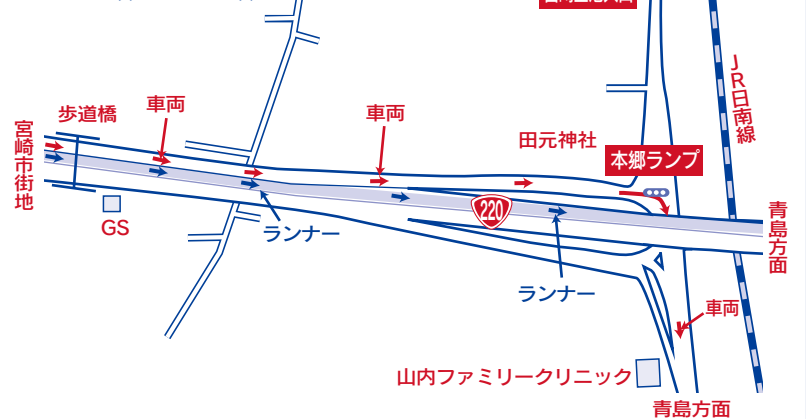 JR日南線
歩道橋
車両
車両
田元神社
本郷ランプ
宮崎市街地
220
青島方面
GS
ランナー
ランナー
車両
山内ファミリークリニック
青島方面